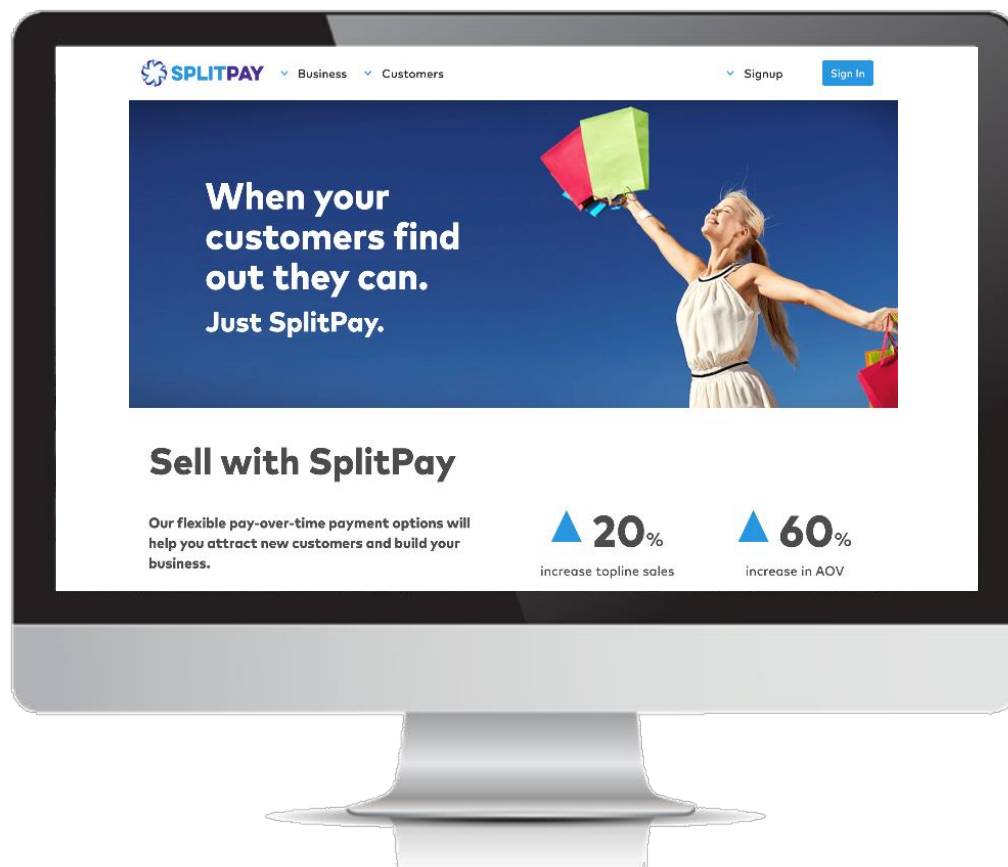 SPLITPAY Business Customers Signup Sign In
When your
customers find
out they can.
Just SplitPay.
Sell with SplitPay
Our flexible pay-over-time payment options will
help you attract new customers and build your
business.
20%
increase topline sales
60%
increase in AOV